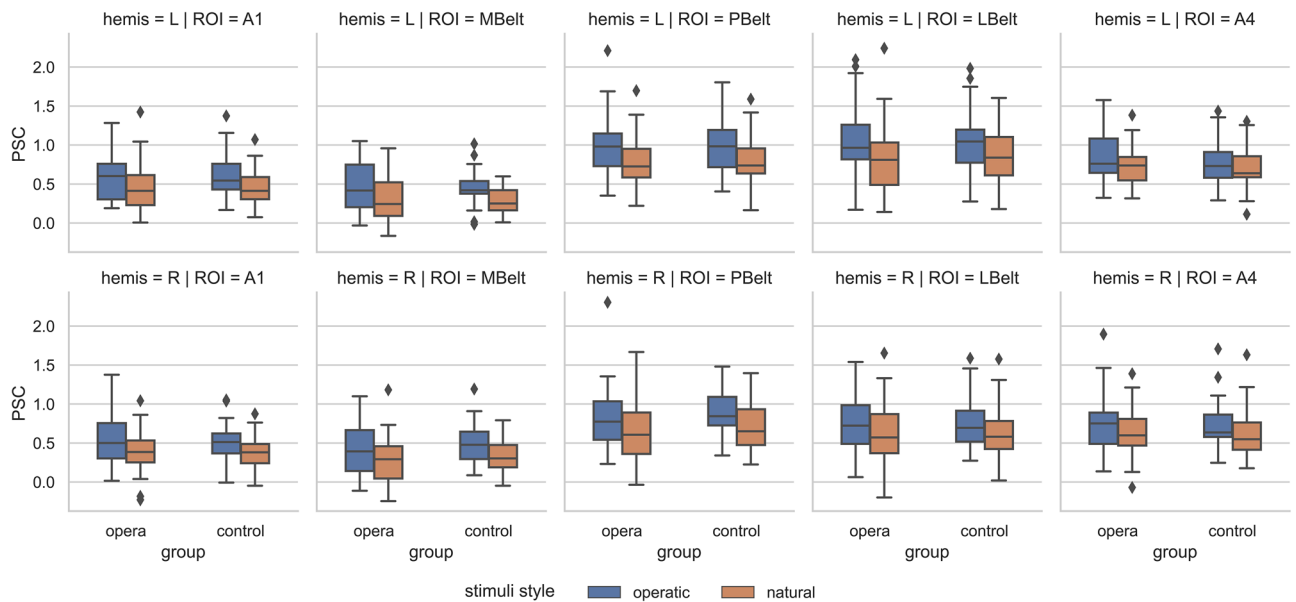 hemis = L | ROI = A1
hemis = L | ROI = MBelt
hemis = L | ROI = PBelt
hemis = L | ROI = LBelt
hemis = L | ROI = A4
2.0
1.5
1.0
0.5
0.0
PSC
hemis = R | ROI = A1
hemis = R | ROI = MBelt
hemis = R | ROI = PBelt
hemis = R | ROI = LBelt
hemis = R | ROI = A4
2.0
1.5
1.0
0.5
0.0
PSC
opera control
group
opera control
group
opera control
group
opera control
group
opera control
group
stimuli style operatic natural